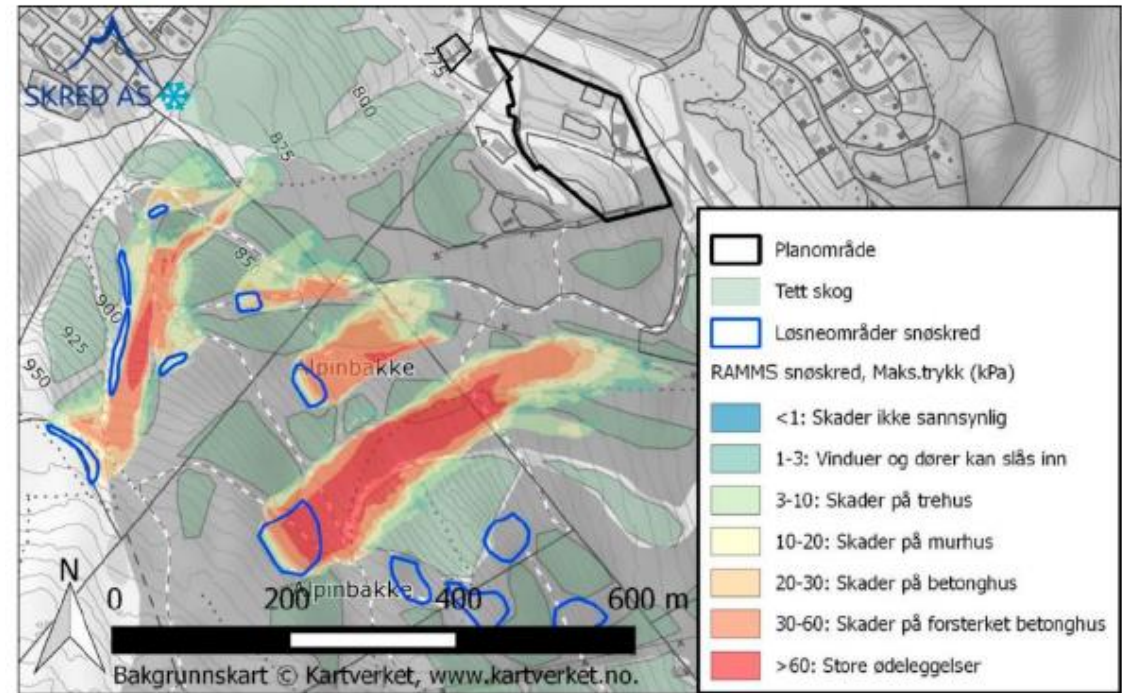 SKRED AS
775
800
825
850
900
925
950
Alpinbakke
Alpinbakke
N
0 200 400 600 m
Bakgrunnskart © Kartverket, www.kartverket.no.
Planområde
Tett skog
Løsneområder snøskred
RAMMS snøskred, Maks.trykk (kPa)
<1: Skader ikke sannsynlig
1-3: Vinduer og dører kan slås inn
3-10: Skader på trehus
10-20: Skader på murhus
20-30: Skader på betonghus
30-60: Skader på forsterket betonghus
>60: Store ødeleggelser